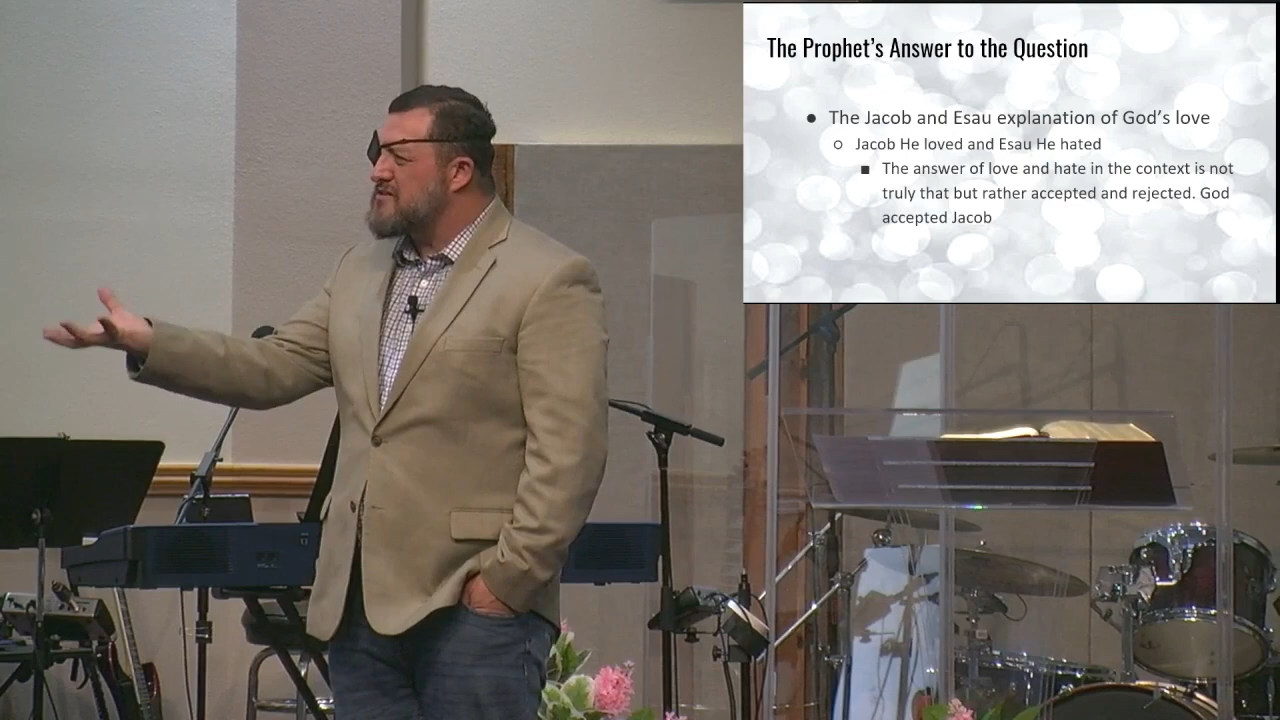 The Prophet's Answer to the Question
● The Jacob and Esau explanation of God's love
○ Jacob He loved and Esau He hated
■ The answer of love and hate in the context is not
truly that but rather accepted and rejected. God
accepted Jacob